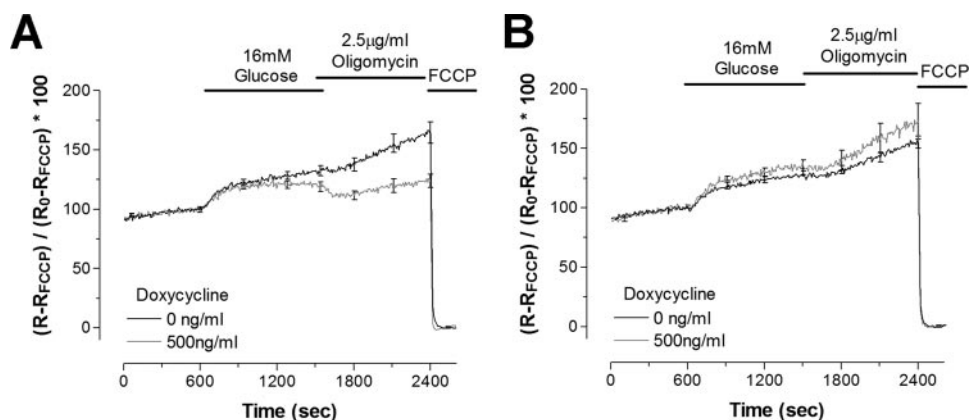 A
16mM
Glucose
2.5μg/ml
Oligomycin
FCCP
(R-RFCCP) / (R0-RFCCP) * 100
200
150
100
50
0
Doxycycline
0 ng/ml
500ng/ml
0 600 1200 1800 2400
Time (sec)
B
16mM
Glucose
2.5μg/ml
Oligomycin
FCCP
(R-RFCCP) / (R0-RFCCP) * 100
200
150
100
50
0
Doxycycline
0 ng/ml
500ng/ml
0 600 1200 1800 2400
Time (sec)